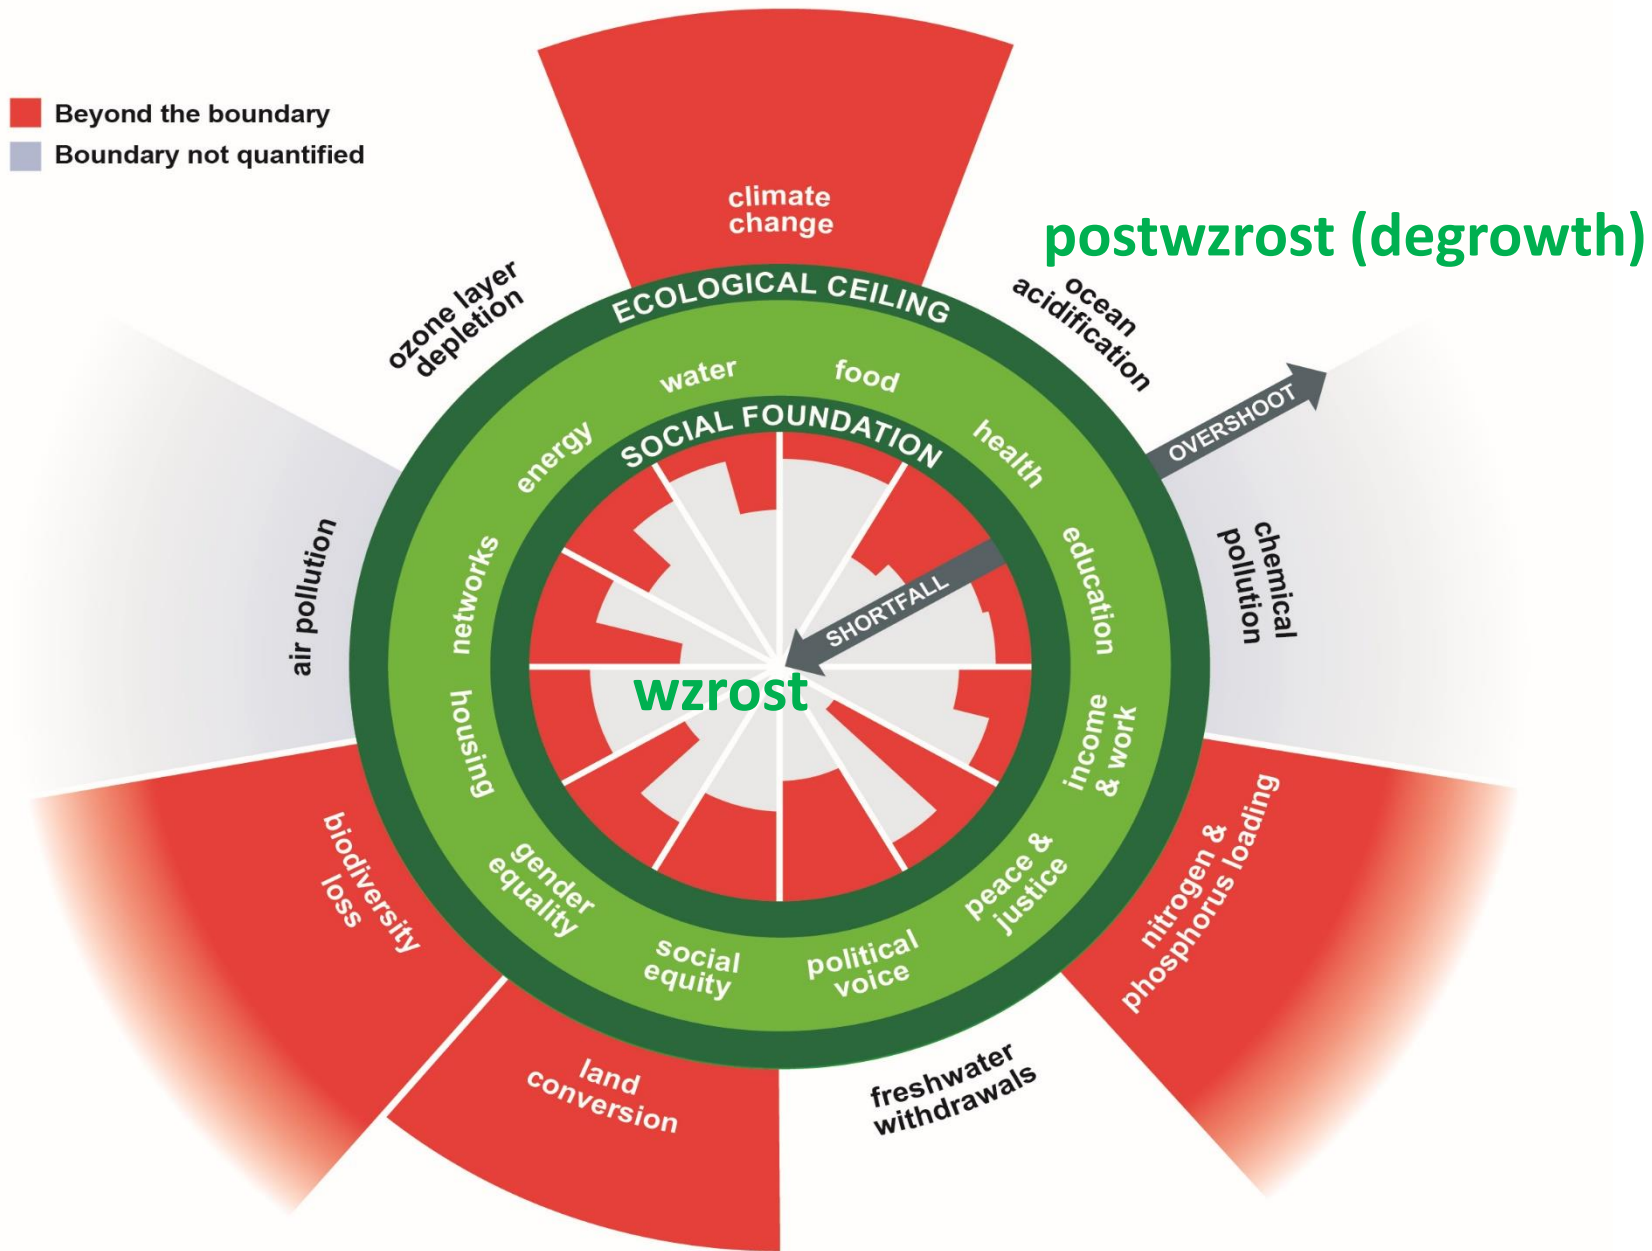 Beyond the boundary
Boundary not quantified
climate
change
postwzrost (degrowth)
ozone layer
depletion
ECOLOGICAL CEILING
ocean
acidification
water
food
OVERSHOOT
SOCIAL FOUNDATION
energy
health
air pollution
networks
education
chemical
pollution
SHORTFALL
wzrost
housing
income
& work
biodiversity
loss
gender
equality
peace &
justice
nitrogen &
phosphorus loading
social
equity
political
voice
land
conversion
freshwater
withdrawals